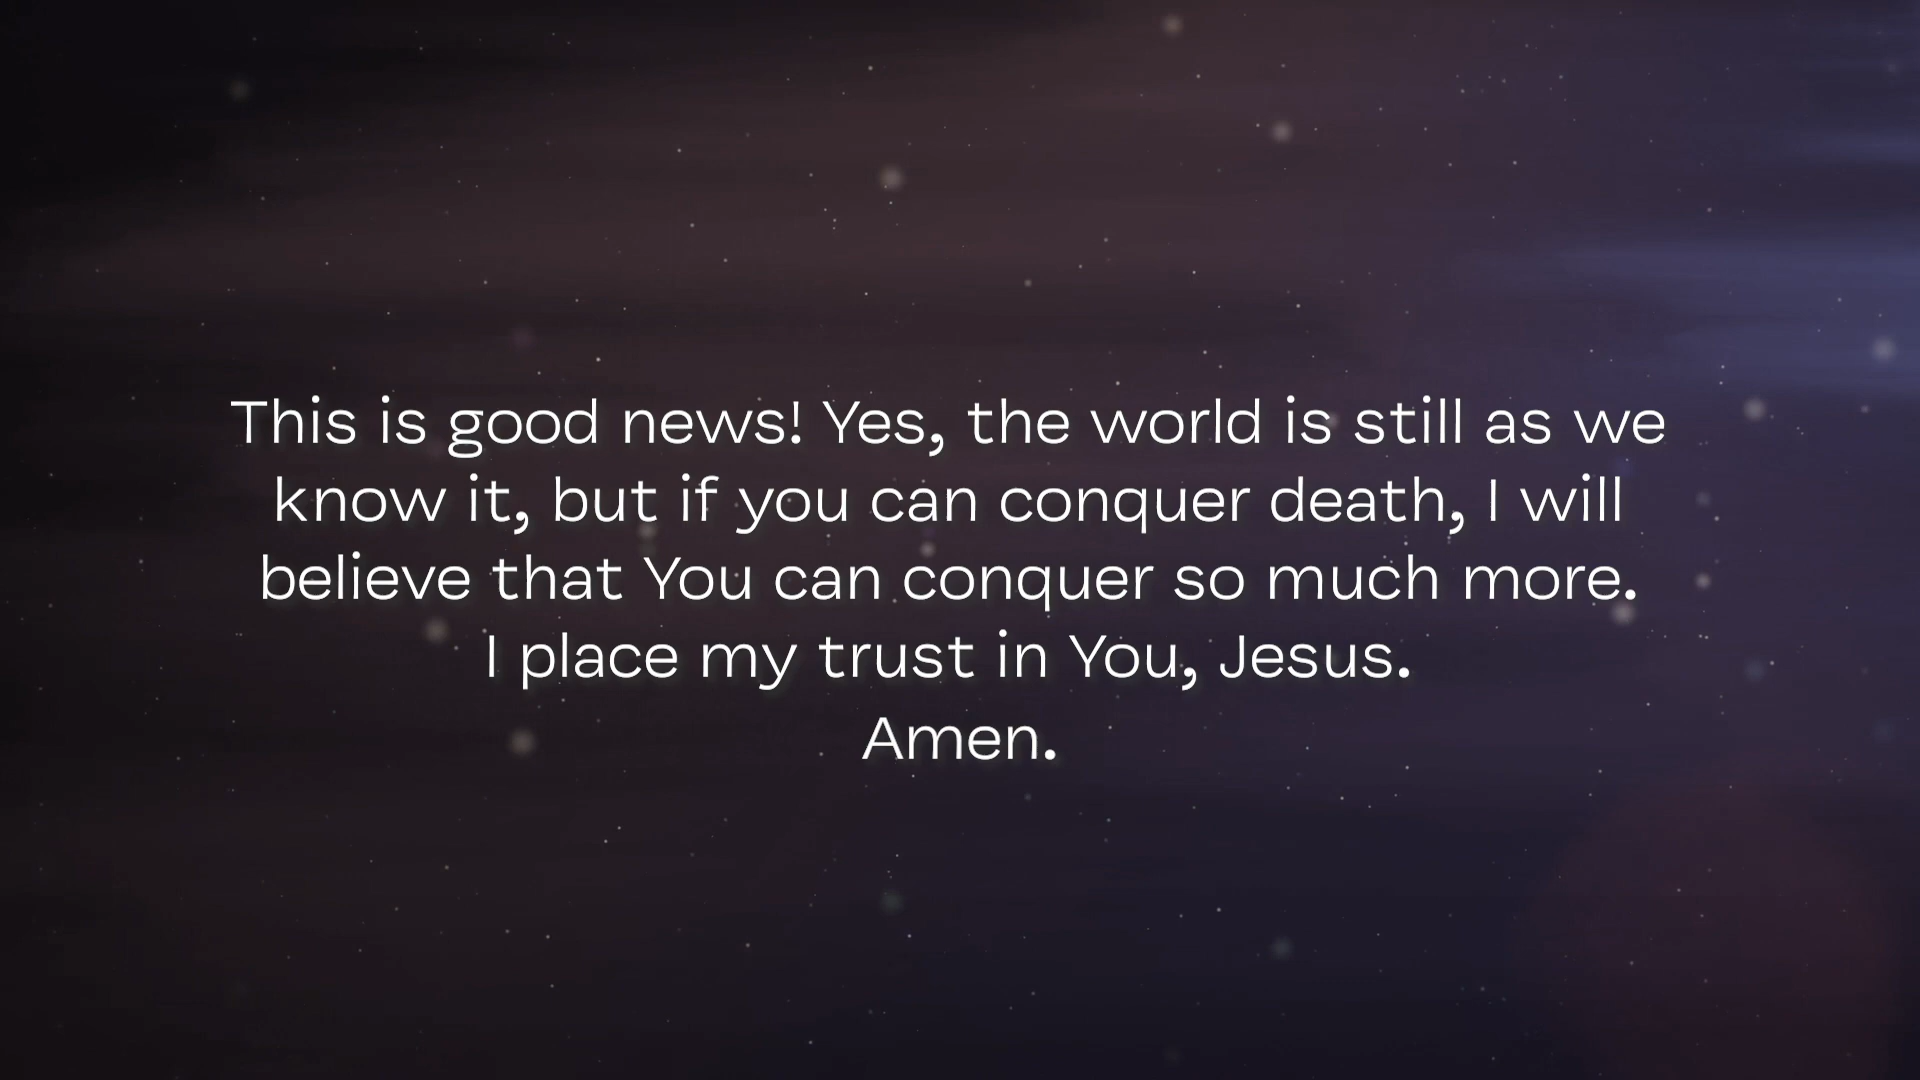 This is good news! Yes, the world is still as we
know it, but if you can conquer death, I will
believe that You can conquer so much more.
I place my trust in You, Jesus.
Amen.